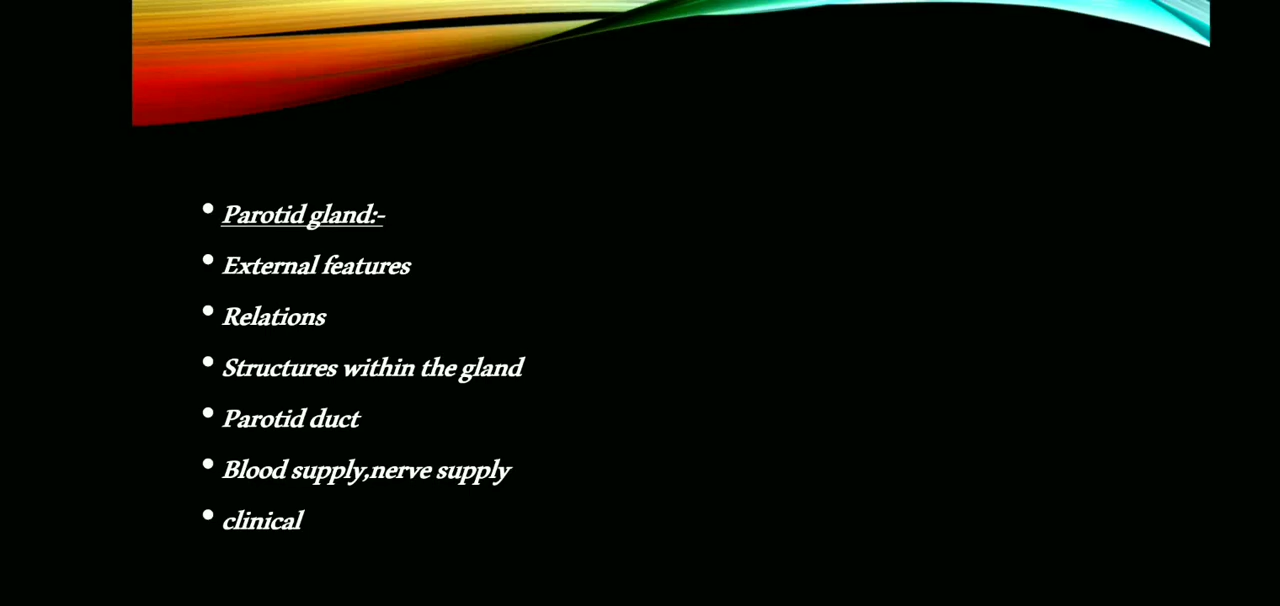 • Parotid gland:-
• External features
• Relations
• Structures within the gland
• Parotid duct
• Blood supply,nerve supply
• clinical